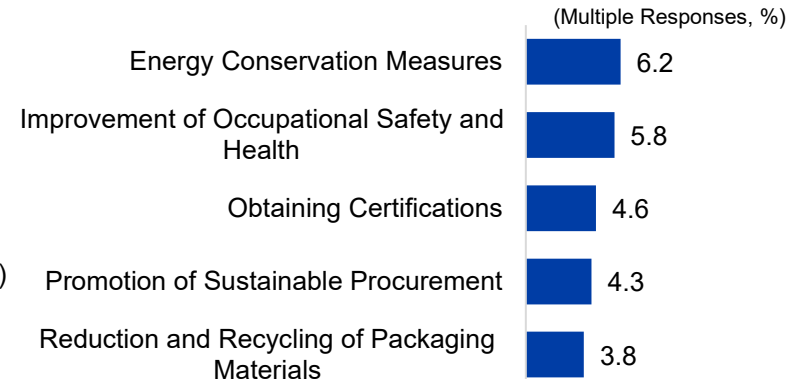 (Multiple Responses, %)
Energy Conservation Measures 6.2
Improvement of Occupational Safety and
Health 5.8
Obtaining Certifications 4.6
) Promotion of Sustainable Procurement 4.3
Reduction and Recycling of Packaging
Materials 3.8